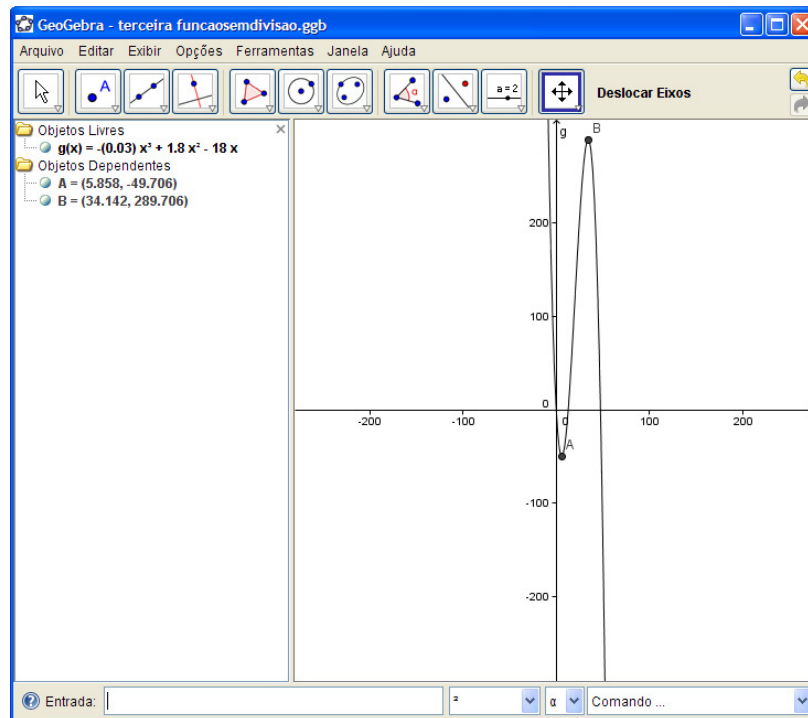 GeoGebra - terceira funcaosemdivisao.ggb
Arquivo Editar Exibir Opções Ferramentas Janela Ajuda
A
α
a = 2
Deslocar Eixos
Objetos Livres
g(x) = -(0.03) x³ + 1.8 x² - 18 x
Objetos Dependentes
A = (5.858, -49.706)
B = (34.142, 289.706)
g
B
200
100
0
-200 -100 0 100 200
A
-100
-200
Entrada:
²
α
Comando ...